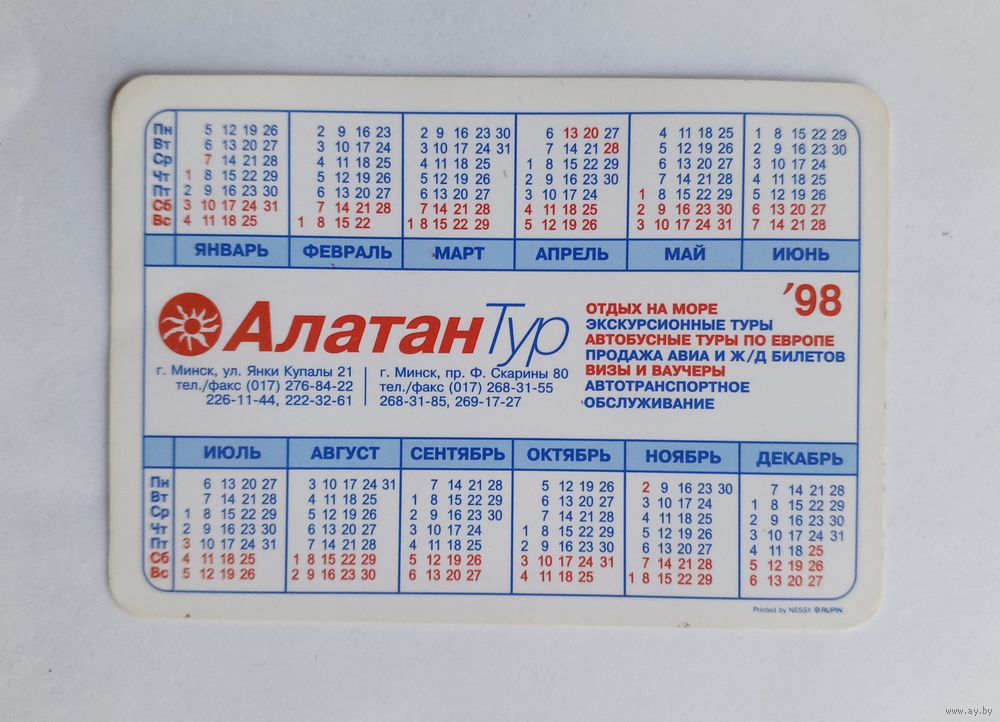 Пн 5 12 19 26 2 9 16 23 2 9 16 23 30 6 13 20 27 4 11 18 25 1 8 15 22 29
Вт 6 13 20 27 3 10 17 24 3 10 17 24 31 7 14 21 28 5 12 19 26 2 9 16 23 30
Ср 7 14 21 28 4 11 18 25 4 11 18 25 1 8 15 22 29 6 13 20 27 3 10 17 24
Чт 1 8 15 22 29 5 12 19 26 5 12 19 26 2 9 16 23 30 7 14 21 28 4 11 18 25
Пт 2 9 16 23 30 6 13 20 27 6 13 20 27 3 10 17 24 1 8 15 22 29 5 12 19 26
Сб 3 10 17 24 31 7 14 21 28 7 14 21 28 4 11 18 25 2 9 16 23 30 6 13 20 27
Вс 4 11 18 25 1 8 15 22 1 8 15 22 29 5 12 19 26 3 10 17 24 31 7 14 21 28
ЯНВАРЬ ФЕВРАЛЬ МАРТ АПРЕЛЬ МАЙ ИЮНЬ
АлатанТур
г. Минск, ул. Янки Купалы 21
тел./факс (017) 276-84-22
226-11-44, 222-32-61
г. Минск, пр. Ф. Скарины 80
тел./факс (017) 268-31-55
268-31-85, 269-17-27
'98
ОТДЫХ НА МОРЕ
ЭКСКУРСИОННЫЕ ТУРЫ
АВТОБУСНЫЕ ТУРЫ ПО ЕВРОПЕ
ПРОДАЖА АВИА И Ж/Д БИЛЕТОВ
ВИЗЫ И ВАУЧЕРЫ
АВТОТРАНСПОРТНОЕ
ОБСЛУЖИВАНИЕ
ИЮЛЬ АВГУСТ СЕНТЯБРЬ ОКТЯБРЬ НОЯБРЬ ДЕКАБРЬ
Пн 6 13 20 27 3 10 17 24 31 7 14 21 28 5 12 19 26 2 9 16 23 30 7 14 21 28
Вт 7 14 21 28 4 11 18 25 1 8 15 22 29 6 13 20 27 3 10 17 24 1 8 15 22 29
Ср 1 8 15 22 29 5 12 19 26 2 9 16 23 30 7 14 21 28 4 11 18 25 2 9 16 23 30
Чт 2 9 16 23 30 6 13 20 27 3 10 17 24 1 8 15 22 29 5 12 19 26 3 10 17 24 31
Пт 3 10 17 24 31 7 14 21 28 4 11 18 25 2 9 16 23 30 6 13 20 27 4 11 18 25
Сб 4 11 18 25 1 8 15 22 29 5 12 19 26 3 10 17 24 31 7 14 21 28 5 12 19 26
Вс 5 12 19 26 2 9 16 23 30 6 13 20 27 4 11 18 25 1 8 15 22 29 6 13 20 27
Printed by NESSY @RUPIN
www.ay.by